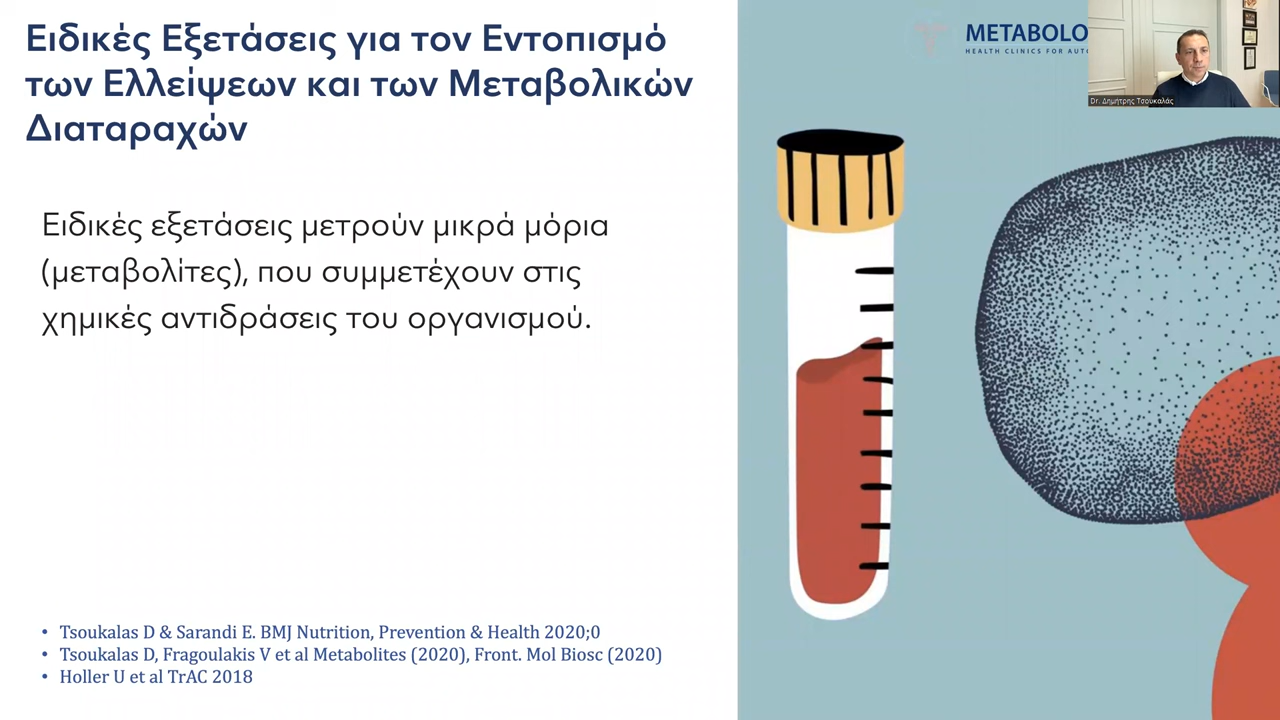 Ειδικές Εξετάσεις για τον Εντοπισμό
των Ελλείψεων και των Μεταβολικών
Διαταραχών
METABOLO
HEALTH CLINICS FOR AUTO
Dr. Δημήτρης Τσουκαλάς
Ειδικές εξετάσεις μετρούν μικρά μόρια
(μεταβολίτες), που συμμετέχουν στις
χημικές αντιδράσεις του οργανισμού.
• Tsoukalas D & Sarandi E. BMJ Nutrition, Prevention & Health 2020;0
• Tsoukalas D, Fragoulakis V et al Metabolites (2020), Front. Mol Biosc (2020)
• Holler U et al TrAC 2018